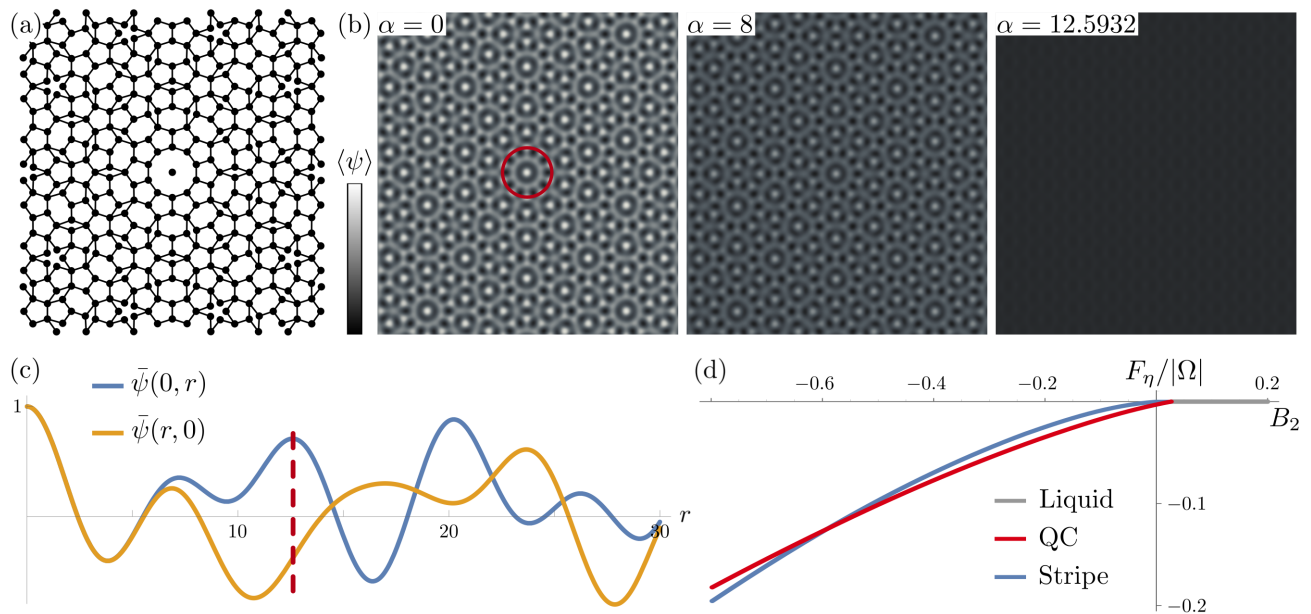 (a)
(b)
α = 0
α = 8
α = 12.5932
⟨ψ⟩
(c)
ψ̄(0, r)
ψ̄(r, 0)
1
10
20
30
r
(d)
F_η/|Ω|
−0.6
−0.4
−0.2
0.2
B₂
−0.1
−0.2
Liquid
QC
Stripe